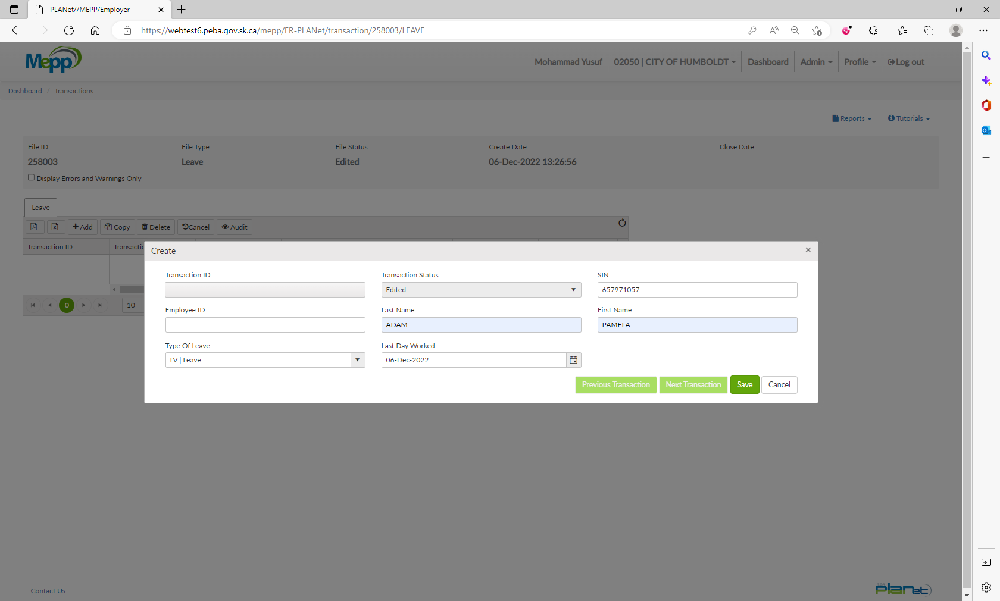 PLANet//MEPP/Employer
https://webtest6.peba.gov.sk.ca/mepp/ER-PLANet/transaction/258003/LEAVE
Mepp
Mohammad Yusuf
02050 | CITY OF HUMBOLDT
Dashboard
Admin
Profile
Log out
Dashboard / Transactions
Reports
Tutorials
File ID
File Type
File Status
Create Date
Close Date
258003
Leave
Edited
06-Dec-2022 13:26:56
Display Errors and Warnings Only
Leave
Add
Copy
Delete
Cancel
Audit
Transaction ID
0
10
Create
Transaction ID
Transaction Status
SIN
Edited
657971057
Employee ID
Last Name
First Name
ADAM
PAMELA
Type Of Leave
Last Day Worked
LV | Leave
06-Dec-2022
Previous Transaction
Next Transaction
Save
Cancel
Contact Us
PEBA
Planet